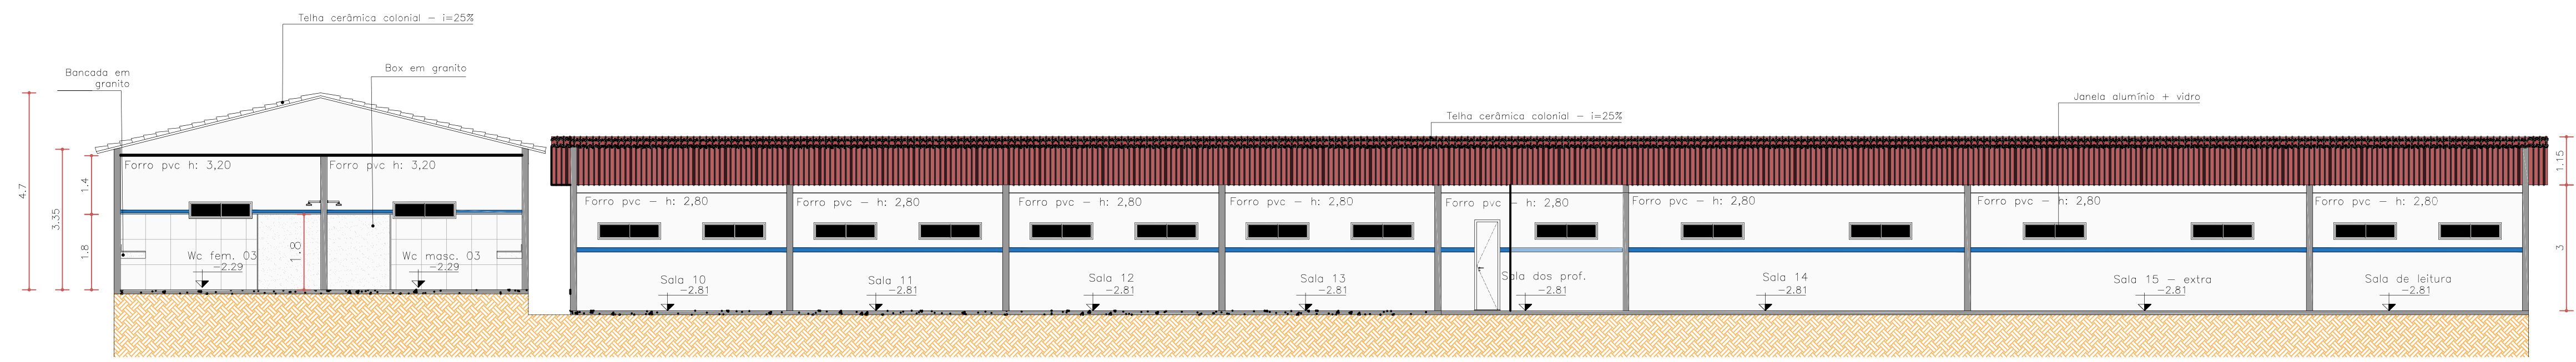 Telha cerâmica colonial - i=25%
Bancada em
granito
Box em granito
Janela alumínio + vidro
Telha cerâmica colonial - i=25%
Forro pvc h: 3,20
Forro pvc h: 3,20
Forro pvc - h: 2,80
Forro pvc - h: 2,80
Forro pvc - h: 2,80
Forro pvc - h: 2,80
Forro pvc - h: 2,80
Forro pvc - h: 2,80
Forro pvc - h: 2,80
Forro pvc - h: 2,80
4.7
3.35
1.4
1.8
1.8
1.15
3
Wc fem. 03
-2.29
Wc masc. 03
-2.29
Sala 10
-2.81
Sala 11
-2.81
Sala 12
-2.81
Sala 13
-2.81
Sala dos prof.
-2.81
Sala 14
-2.81
Sala 15 - extra
-2.81
Sala de leitura
-2.81